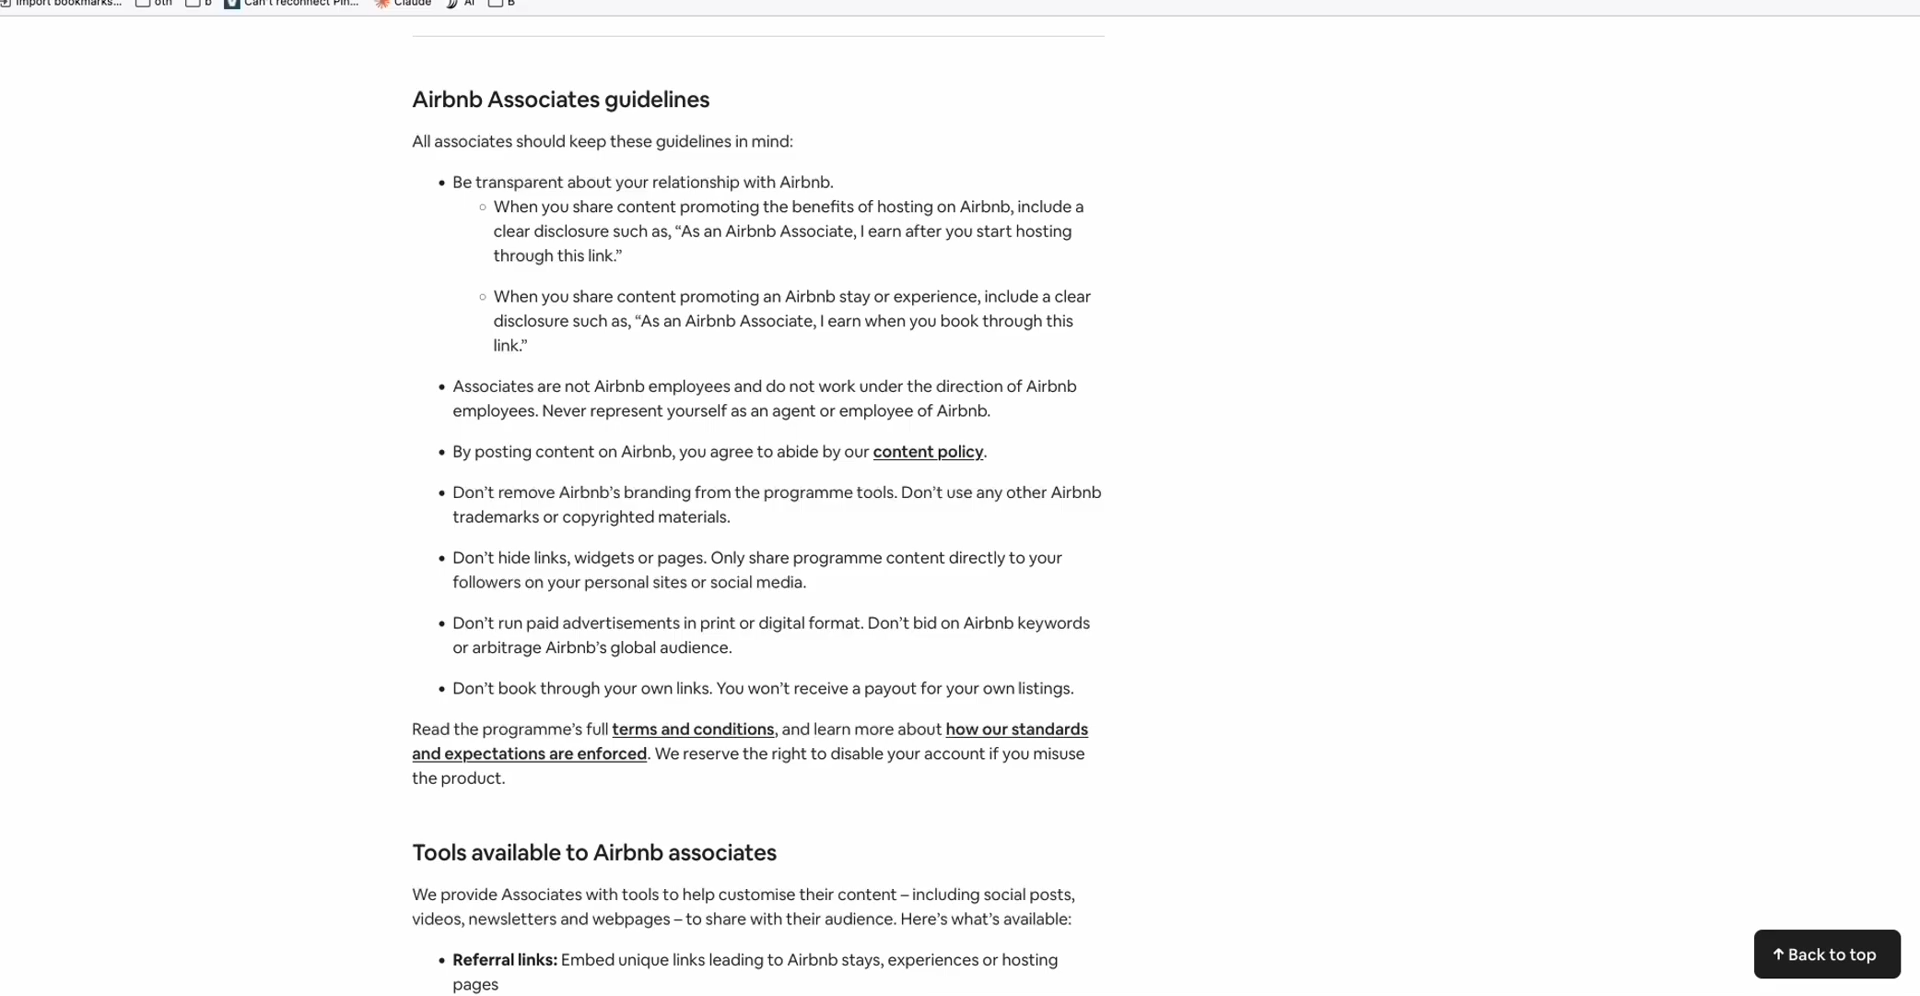 Import bookmarks...
oth
b
Can't reconnect Pin...
Claude
AI
B
Airbnb Associates guidelines
All associates should keep these guidelines in mind:
• Be transparent about your relationship with Airbnb.
○ When you share content promoting the benefits of hosting on Airbnb, include a
clear disclosure such as, “As an Airbnb Associate, I earn after you start hosting
through this link.”
○ When you share content promoting an Airbnb stay or experience, include a clear
disclosure such as, “As an Airbnb Associate, I earn when you book through this
link.”
• Associates are not Airbnb employees and do not work under the direction of Airbnb
employees. Never represent yourself as an agent or employee of Airbnb.
• By posting content on Airbnb, you agree to abide by our content policy.
• Don’t remove Airbnb’s branding from the programme tools. Don’t use any other Airbnb
trademarks or copyrighted materials.
• Don’t hide links, widgets or pages. Only share programme content directly to your
followers on your personal sites or social media.
• Don’t run paid advertisements in print or digital format. Don’t bid on Airbnb keywords
or arbitrage Airbnb’s global audience.
• Don’t book through your own links. You won’t receive a payout for your own listings.
Read the programme’s full terms and conditions, and learn more about how our standards
and expectations are enforced. We reserve the right to disable your account if you misuse
the product.
Tools available to Airbnb associates
We provide Associates with tools to help customise their content – including social posts,
videos, newsletters and webpages – to share with their audience. Here’s what’s available:
• Referral links: Embed unique links leading to Airbnb stays, experiences or hosting
pages
↑ Back to top